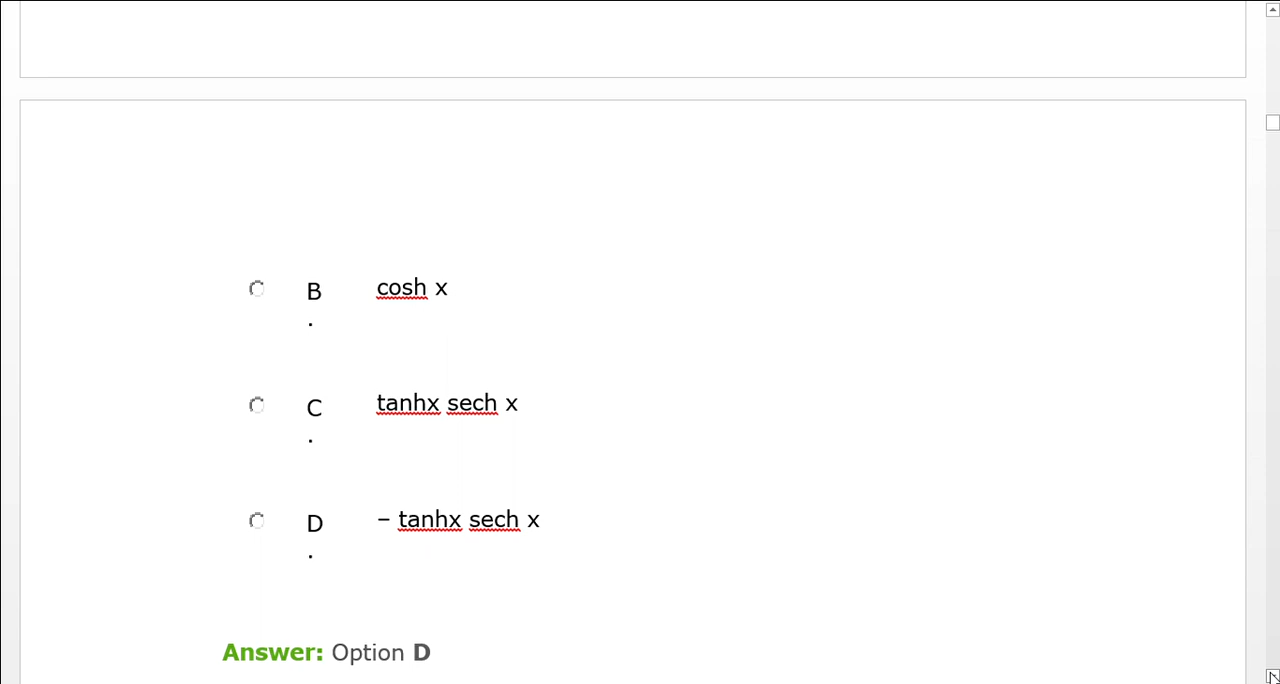 B cosh x
.
C tanhx sech x
.
D − tanhx sech x
.
Answer: Option D